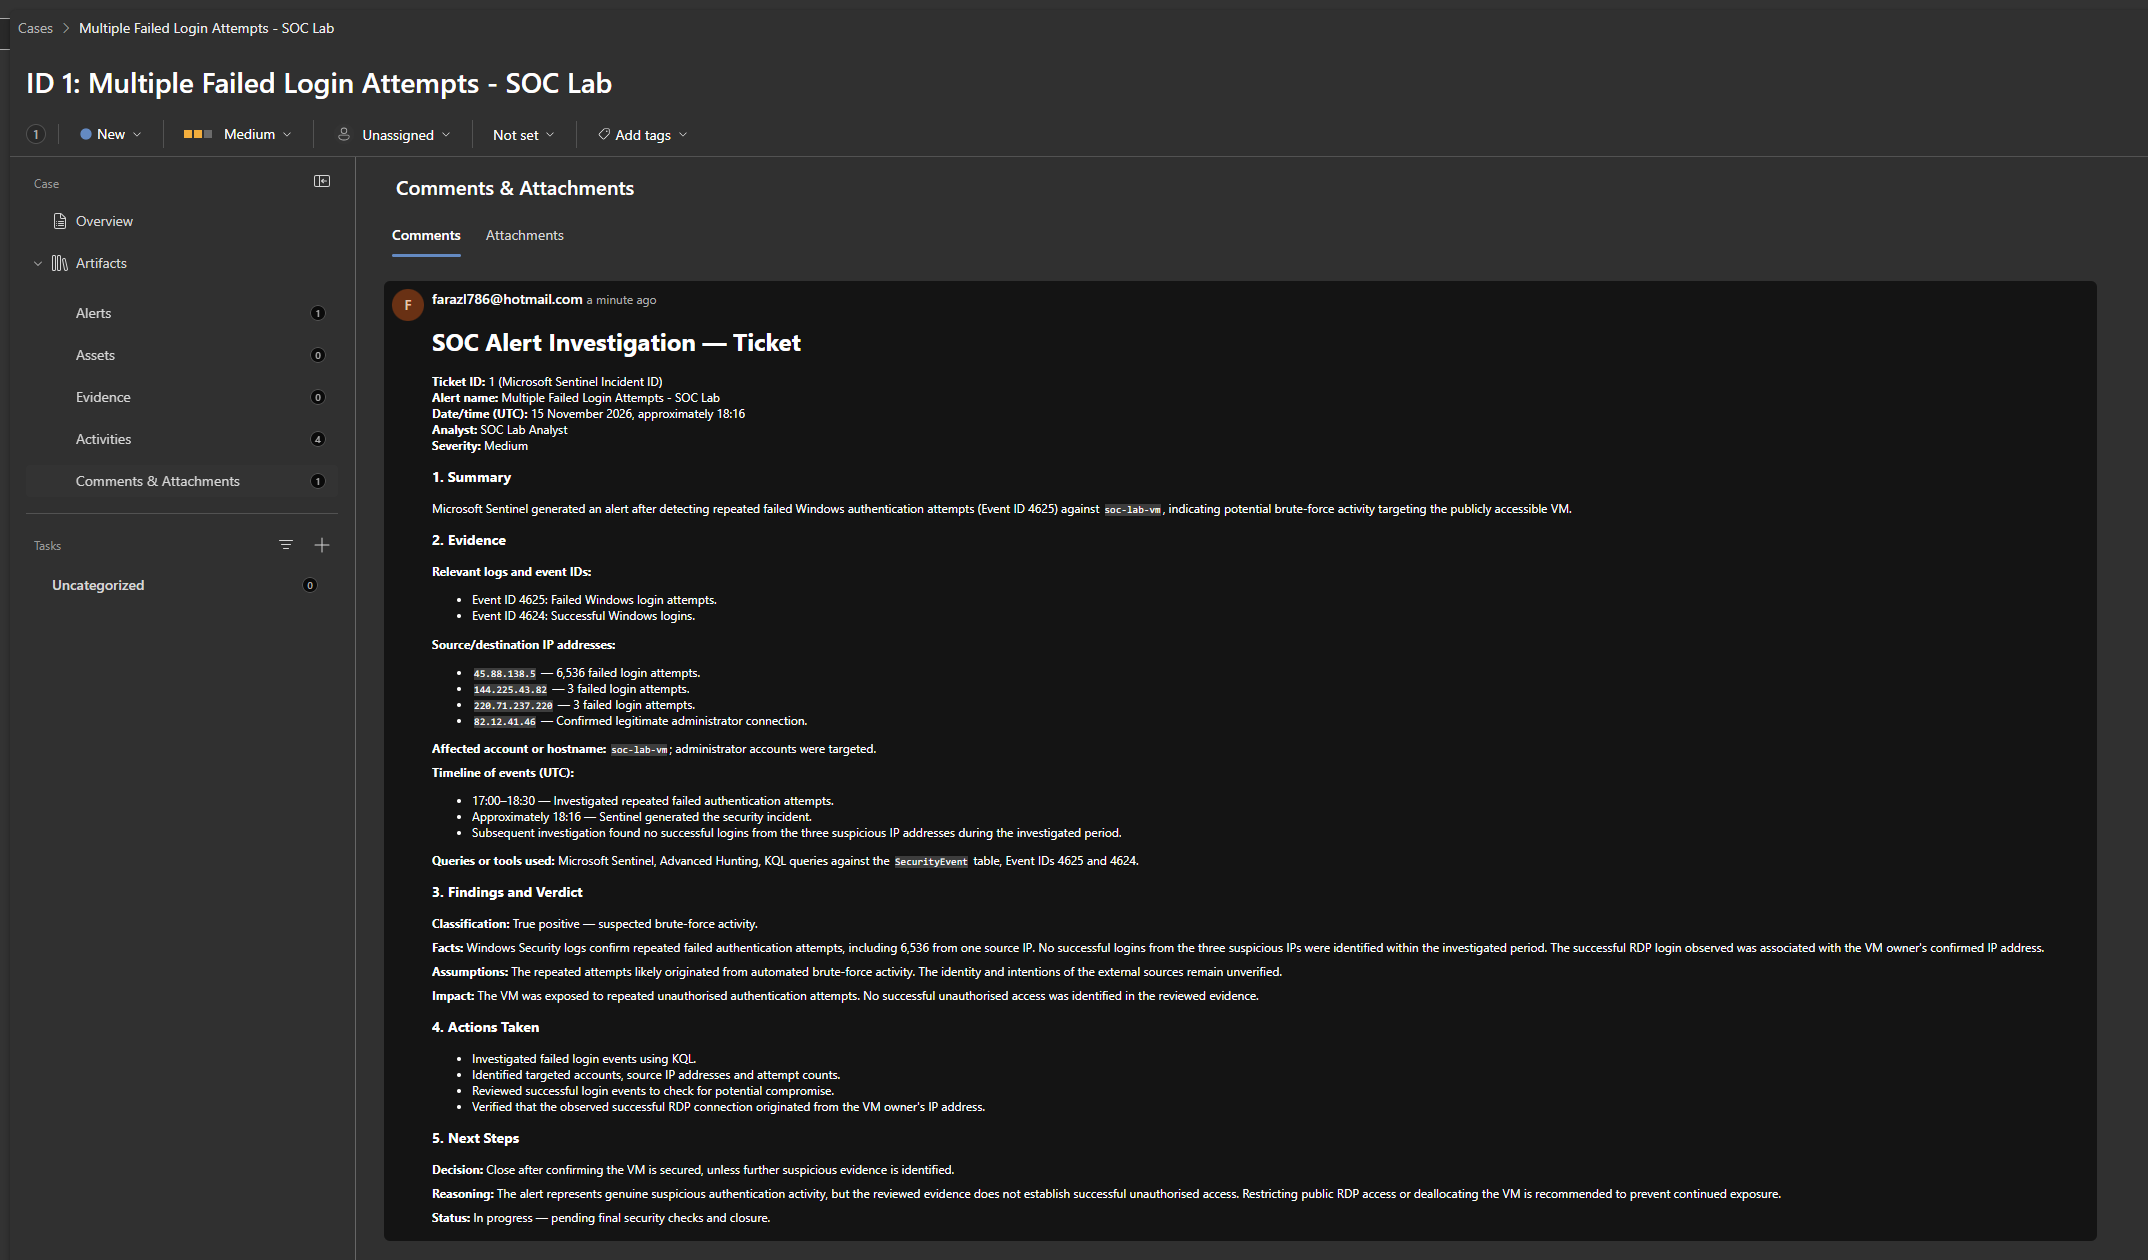 Cases > Multiple Failed Login Attempts - SOC Lab
ID 1: Multiple Failed Login Attempts - SOC Lab
1 New Medium Unassigned Not set Add tags
Case
Overview
Artifacts
Alerts 1
Assets 0
Evidence 0
Activities 4
Comments & Attachments 1
Tasks
Uncategorized 0
Comments & Attachments
Comments Attachments
F farazl786@hotmail.com a minute ago
SOC Alert Investigation — Ticket
Ticket ID: 1 (Microsoft Sentinel Incident ID)
Alert name: Multiple Failed Login Attempts - SOC Lab
Date/time (UTC): 15 November 2026, approximately 18:16
Analyst: SOC Lab Analyst
Severity: Medium
1. Summary
Microsoft Sentinel generated an alert after detecting repeated failed Windows authentication attempts (Event ID 4625) against soc-lab-vm, indicating potential brute-force activity targeting the publicly accessible VM.
2. Evidence
Relevant logs and event IDs:
• Event ID 4625: Failed Windows login attempts.
• Event ID 4624: Successful Windows logins.
Source/destination IP addresses:
• 45.88.138.5 — 6,536 failed login attempts.
• 144.225.43.82 — 3 failed login attempts.
• 220.71.237.220 — 3 failed login attempts.
• 82.12.41.46 — Confirmed legitimate administrator connection.
Affected account or hostname: soc-lab-vm; administrator accounts were targeted.
Timeline of events (UTC):
• 17:00–18:30 — Investigated repeated failed authentication attempts.
• Approximately 18:16 — Sentinel generated the security incident.
• Subsequent investigation found no successful logins from the three suspicious IP addresses during the investigated period.
Queries or tools used: Microsoft Sentinel, Advanced Hunting, KQL queries against the SecurityEvent table, Event IDs 4625 and 4624.
3. Findings and Verdict
Classification: True positive — suspected brute-force activity.
Facts: Windows Security logs confirm repeated failed authentication attempts, including 6,536 from one source IP. No successful logins from the three suspicious IPs were identified within the investigated period. The successful RDP login observed was associated with the VM owner's confirmed IP address.
Assumptions: The repeated attempts likely originated from automated brute-force activity. The identity and intentions of the external sources remain unverified.
Impact: The VM was exposed to repeated unauthorised authentication attempts. No successful unauthorised access was identified in the reviewed evidence.
4. Actions Taken
• Investigated failed login events using KQL.
• Identified targeted accounts, source IP addresses and attempt counts.
• Reviewed successful login events to check for potential compromise.
• Verified that the observed successful RDP connection originated from the VM owner's IP address.
5. Next Steps
Decision: Close after confirming the VM is secured, unless further suspicious evidence is identified.
Reasoning: The alert represents genuine suspicious authentication activity, but the reviewed evidence does not establish successful unauthorised access. Restricting public RDP access or deallocating the VM is recommended to prevent continued exposure.
Status: In progress — pending final security checks and closure.